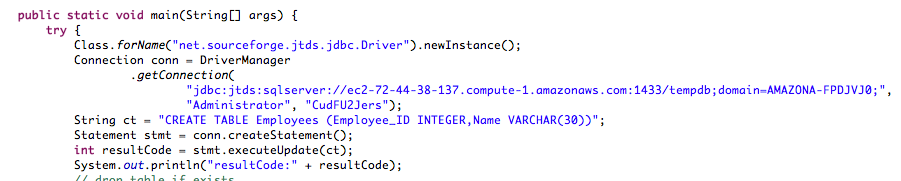 public static void main(String[] args) {
try {
Class.forName("net.sourceforge.jtds.jdbc.Driver").newInstance();
Connection conn = DriverManager
.getConnection(
"jdbc:jtds:sqlserver://ec2-72-44-38-137.compute-1.amazonaws.com:1433/tempdb;domain=AMAZONA-FPDJVJ0;",
"Administrator", "CudFU2Jers");
String ct = "CREATE TABLE Employees (Employee_ID INTEGER,Name VARCHAR(30))";
Statement stmt = conn.createStatement();
int resultCode = stmt.executeUpdate(ct);
System.out.println("resultCode:" + resultCode);
// drop table if exists